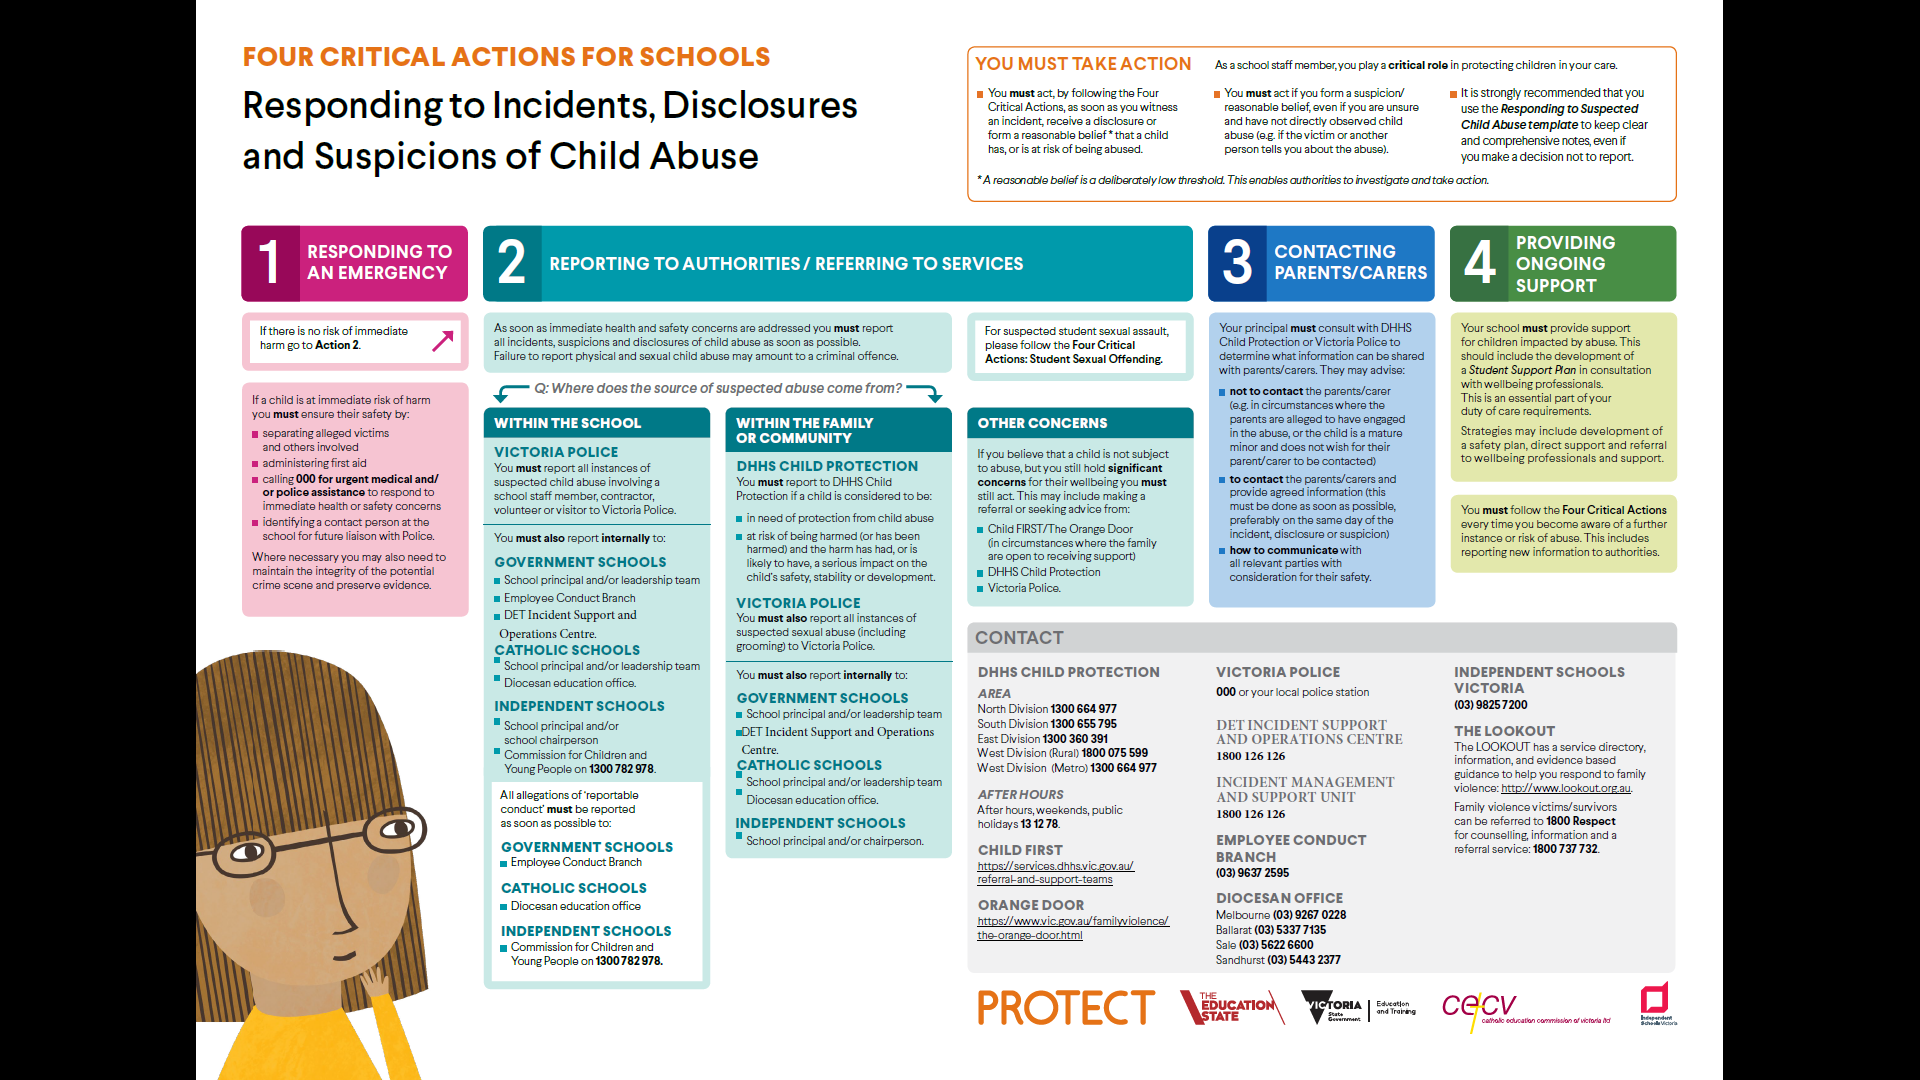 FOUR CRITICAL ACTIONS FOR SCHOOLS
Responding to Incidents, Disclosures
and Suspicions of Child Abuse
YOU MUST TAKE ACTION
As a school staff member, you play a critical role in protecting children in your care.
You must act, by following the Four
Critical Actions, as soon as you witness
an incident, receive a disclosure or
form a reasonable belief * that a child
has, or is at risk of being abused.
You must act if you form a suspicion/
reasonable belief, even if you are unsure
and have not directly observed child
abuse (e.g. if the victim or another
person tells you about the abuse).
It is strongly recommended that you
use the Responding to Suspected
Child Abuse template to keep clear
and comprehensive notes, even if
you make a decision not to report.
* A reasonable belief is a deliberately low threshold. This enables authorities to investigate and take action.
1
RESPONDING TO
AN EMERGENCY
If there is no risk of immediate
harm go to Action 2.
If a child is at immediate risk of harm
you must ensure their safety by:
separating alleged victims
and others involved
administering first aid
calling 000 for urgent medical and/
or police assistance to respond to
immediate health or safety concerns
identifying a contact person at the
school for future liaison with Police.
Where necessary you may also need to
maintain the integrity of the potential
crime scene and preserve evidence.
2
REPORTING TO AUTHORITIES / REFERRING TO SERVICES
As soon as immediate health and safety concerns are addressed you must report
all incidents, suspicions and disclosures of child abuse as soon as possible.
Failure to report physical and sexual child abuse may amount to a criminal offence.
Q: Where does the source of suspected abuse come from?
WITHIN THE SCHOOL
VICTORIA POLICE
You must report all instances of
suspected child abuse involving a
school staff member, contractor,
volunteer or visitor to Victoria Police.
You must also report internally to:
GOVERNMENT SCHOOLS
School principal and/or leadership team
Employee Conduct Branch
DET Incident Support and
Operations Centre.
CATHOLIC SCHOOLS
School principal and/or leadership team
Diocesan education office.
INDEPENDENT SCHOOLS
School principal and/or
school chairperson
Commission for Children and
Young People on 1300 782 978.
All allegations of 'reportable
conduct' must be reported
as soon as possible to:
GOVERNMENT SCHOOLS
Employee Conduct Branch
CATHOLIC SCHOOLS
Diocesan education office
INDEPENDENT SCHOOLS
Commission for Children and
Young People on 1300 782 978.
WITHIN THE FAMILY
OR COMMUNITY
DHHS CHILD PROTECTION
You must report to DHHS Child
Protection if a child is considered to be:
in need of protection from child abuse
at risk of being harmed (or has been
harmed) and the harm has had, or is
likely to have, a serious impact on the
child's safety, stability or development.
VICTORIA POLICE
You must also report all instances of
suspected sexual abuse (including
grooming) to Victoria Police.
You must also report internally to:
GOVERNMENT SCHOOLS
School principal and/or leadership team
DET Incident Support and Operations
Centre.
CATHOLIC SCHOOLS
School principal and/or leadership team
Diocesan education office.
INDEPENDENT SCHOOLS
School principal and/or chairperson.
For suspected student sexual assault,
please follow the Four Critical
Actions: Student Sexual Offending.
OTHER CONCERNS
If you believe that a child is not subject
to abuse, but you still hold significant
concerns for their wellbeing you must
still act. This may include making a
referral or seeking advice from:
Child FIRST/The Orange Door
(in circumstances where the family
are open to receiving support)
DHHS Child Protection
Victoria Police.
3
CONTACTING
PARENTS/CARERS
Your principal must consult with DHHS
Child Protection or Victoria Police to
determine what information can be shared
with parents/carers. They may advise:
not to contact the parents/carer
(e.g. in circumstances where the
parents are alleged to have engaged
in the abuse, or the child is a mature
minor and does not wish for their
parent/carer to be contacted)
to contact the parents/carers and
provide agreed information (this
must be done as soon as possible,
preferably on the same day of the
incident, disclosure or suspicion)
how to communicate with
all relevant parties with
consideration for their safety.
4
PROVIDING
ONGOING
SUPPORT
Your school must provide support
for children impacted by abuse. This
should include the development of
a Student Support Plan in consultation
with wellbeing professionals.
This is an essential part of your
duty of care requirements.
Strategies may include development of
a safety plan, direct support and referral
to wellbeing professionals and support.
You must follow the Four Critical Actions
every time you become aware of a further
instance or risk of abuse. This includes
reporting new information to authorities.
CONTACT
DHHS CHILD PROTECTION
AREA
North Division 1300 664 977
South Division 1300 655 795
East Division 1300 360 391
West Division (Rural) 1800 075 599
West Division (Metro) 1300 664 977
AFTER HOURS
After hours, weekends, public
holidays 13 12 78.
CHILD FIRST
https://services.dhhs.vic.gov.au/
referral-and-support-teams
ORANGE DOOR
https://www.vic.gov.au/familyviolence/
the-orange-door.html
VICTORIA POLICE
000 or your local police station
DET INCIDENT SUPPORT
AND OPERATIONS CENTRE
1800 126 126
INCIDENT MANAGEMENT
AND SUPPORT UNIT
1800 126 126
EMPLOYEE CONDUCT
BRANCH
(03) 9637 2595
DIOCESAN OFFICE
Melbourne (03) 9267 0228
Ballarat (03) 5337 7135
Sale (03) 5622 6600
Sandhurst (03) 5443 2377
INDEPENDENT SCHOOLS
VICTORIA
(03) 9825 7200
THE LOOKOUT
The LOOKOUT has a service directory,
information, and evidence based
guidance to help you respond to family
violence: http://www.lookout.org.au.
Family violence victims/survivors
can be referred to 1800 Respect
for counselling, information and a
referral service: 1800 737 732.
PROTECT
THE
EDUCATION
STATE
VICTORIA
State
Government
Education
and Training
cecv
catholic education commission of victoria ltd
Independent
Schools Victoria